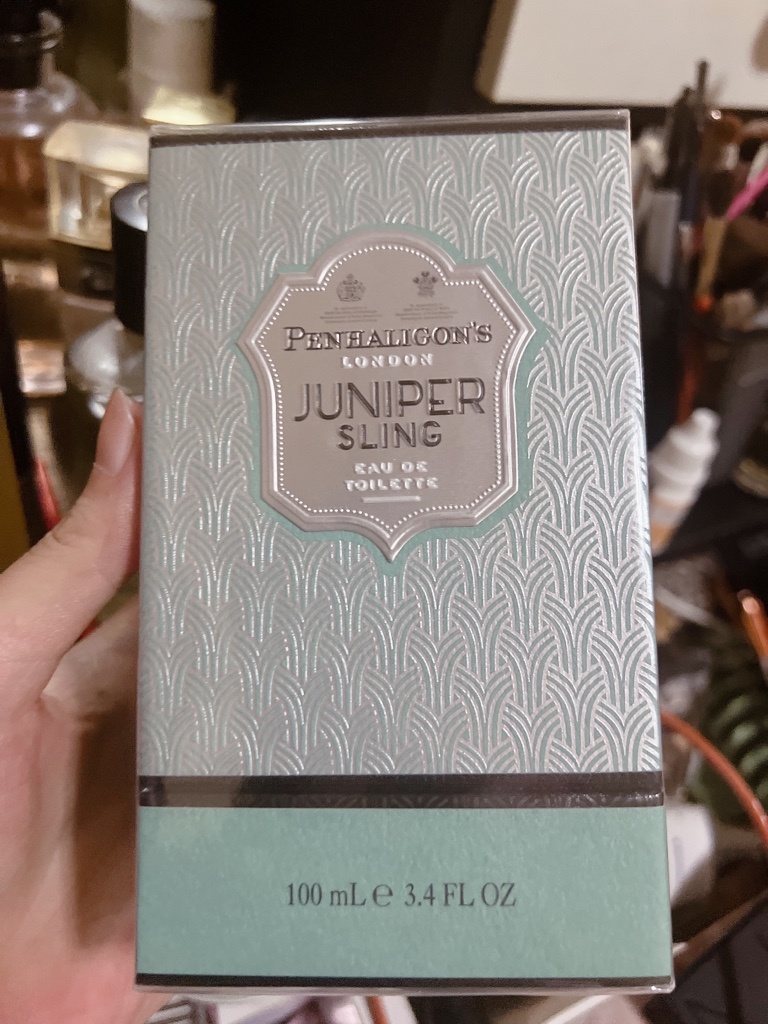 PENHALIGON'S
LONDON
JUNIPER
SLING
EAU DE
TOILETTE
100 mL ℮ 3.4 FL OZ